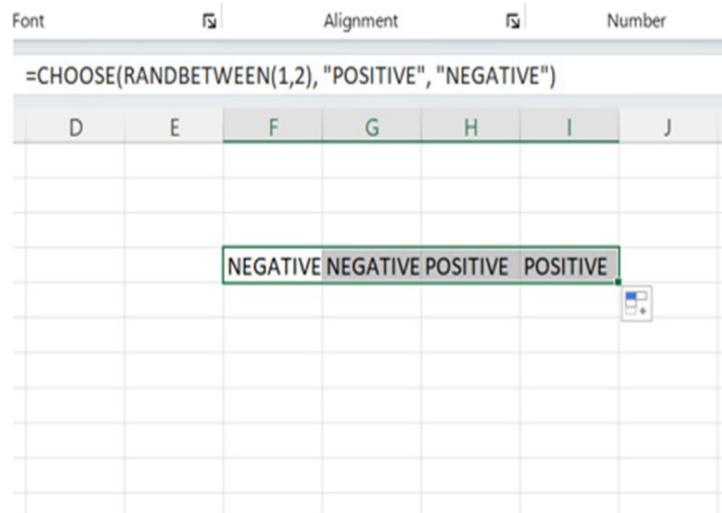 Font Alignment Number
=CHOOSE(RANDBETWEEN(1,2), "POSITIVE", "NEGATIVE")
D E F G H I J
NEGATIVE NEGATIVE POSITIVE POSITIVE